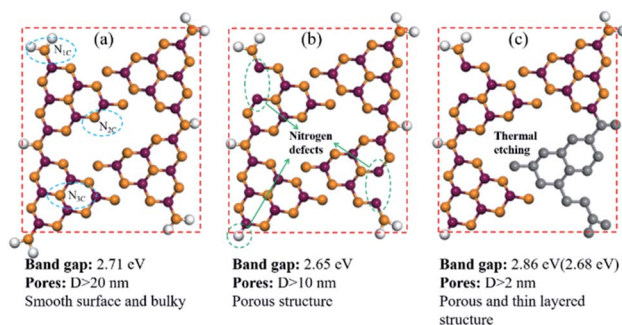 (a)
N1C
N2C
N3C
Band gap: 2.71 eV
Pores: D>20 nm
Smooth surface and bulky
(b)
Nitrogen
defects
Band gap: 2.65 eV
Pores: D>10 nm
Porous structure
(c)
Thermal
etching
Band gap: 2.86 eV(2.68 eV)
Pores: D>2 nm
Porous and thin layered
structure